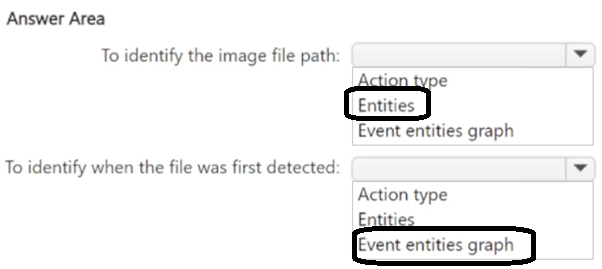 Answer Area
To identify the image file path:
Action type
Entities
Event entities graph
To identify when the file was first detected:
Action type
Entities
Event entities graph